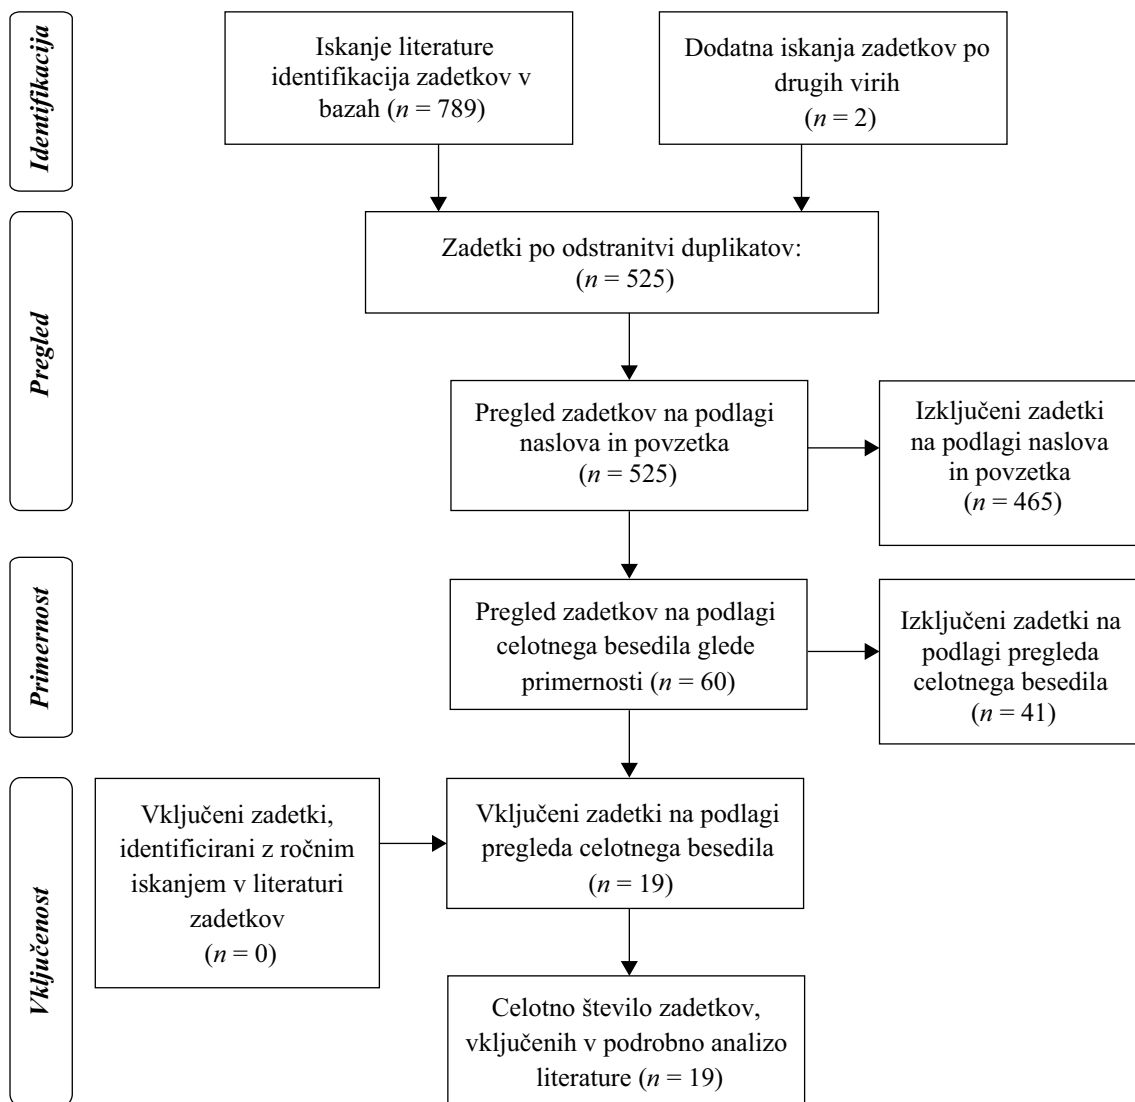 Identifikacija
Iskanje literature
identifikacija zadetkov v
bazah (n = 789)
Dodatna iskanja zadetkov po
drugih virih
(n = 2)
Pregled
Zadetki po odstranitvi duplikatov:
(n = 525)
Pregled zadetkov na podlagi
naslova in povzetka
(n = 525)
Izključeni zadetki
na podlagi naslova
in povzetka
(n = 465)
Primernost
Pregled zadetkov na podlagi
celotnega besedila glede
primernosti (n = 60)
Izključeni zadetki na
podlagi pregleda
celotnega besedila
(n = 41)
Vključenost
Vključeni zadetki,
identificirani z ročnim
iskanjem v literaturi
zadetkov
(n = 0)
Vključeni zadetki na podlagi
pregleda celotnega besedila
(n = 19)
Celotno število zadetkov,
vključenih v podrobno analizo
literature (n = 19)